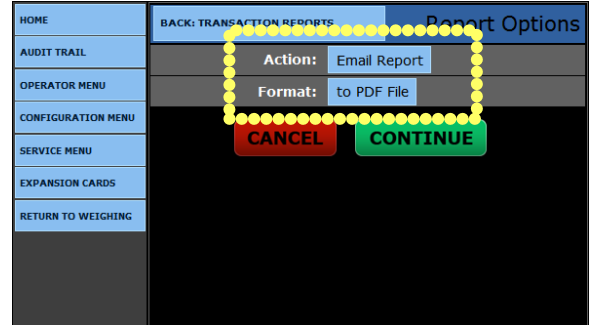 HOME
AUDIT TRAIL
OPERATOR MENU
CONFIGURATION MENU
SERVICE MENU
EXPANSION CARDS
RETURN TO WEIGHING
BACK: TRANSACTION REPORTS
Report Options
Action: Email Report
Format: to PDF File
CANCEL CONTINUE